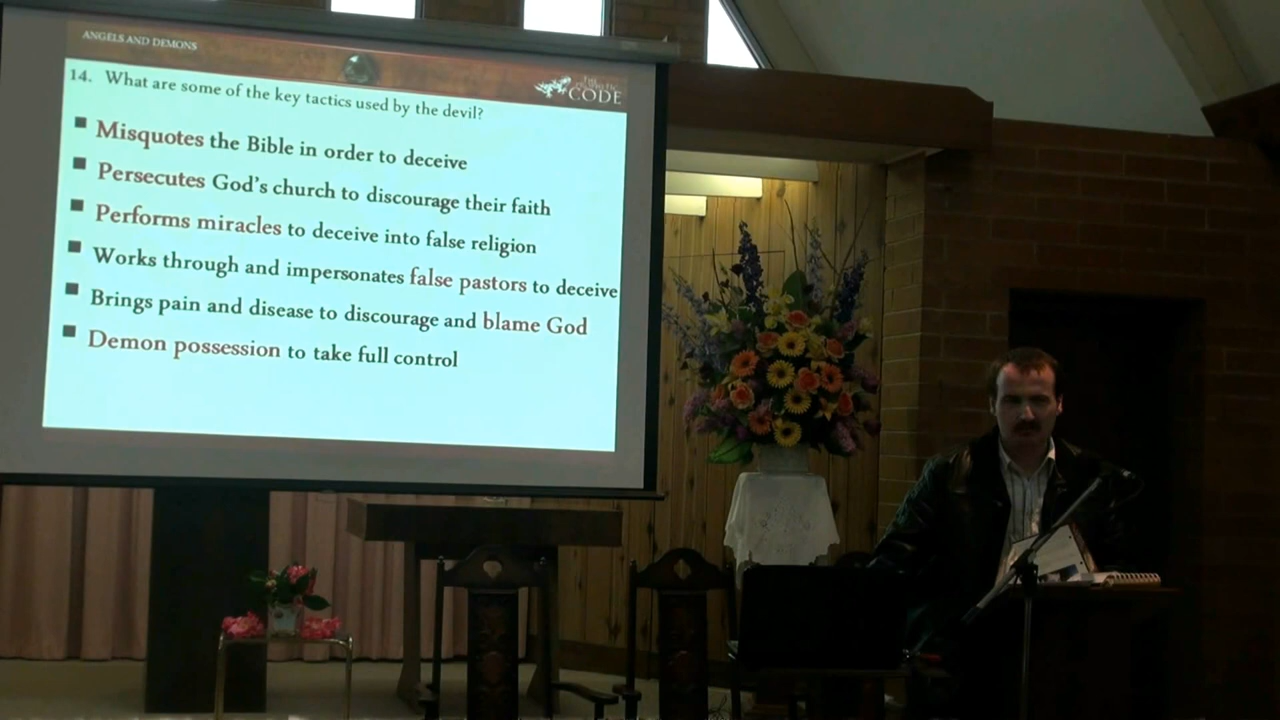 ANGELS AND DEMONS
THE
CODE
14. What are some of the key tactics used by the devil?
■ Misquotes the Bible in order to deceive
■ Persecutes God's church to discourage their faith
■ Performs miracles to deceive into false religion
■ Works through and impersonates false pastors to deceive
■ Brings pain and disease to discourage and blame God
■ Demon possession to take full control